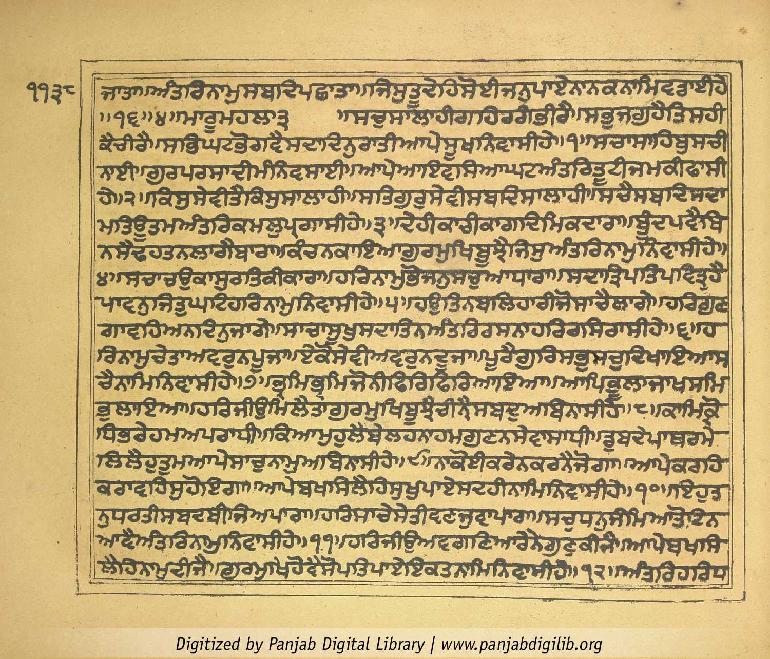 ੧੧੩੮
ਜਾਤਾ॥ਅੰਤਰਿਨਾਮੁਸਬਦਿਪਛਾਤਾ॥ਜਿਸੁਤੂਦੇਹਿਸੋਈਜਨੁਪਾਏਨਾਨਕਨਾਮਿਵਡਾਈਹੇ
॥੧੬॥੪॥ਮਾਰੂਮਹਲਾ੩ ॥ਸਚੁਸਾਲਾਹੀਗਹਿਰਗੰਭੀਰੈ॥ਸਭੁਜਗੁਹੈਤਿਸਹੀ
ਕੈਚੀਰੈ॥ਸਭਿਘਟਭੋਗਵੈਸਦਾਦਿਨੁਰਾਤੀਆਪੇਸੂਖਨਿਵਾਸੀਹੇ॥੧॥ਸਚਾਸਾਹਿਬੁਸਚੀ
ਨਾਈ॥ਗੁਰਪਰਸਾਦੀਮੰਨਿਵਸਾਈ॥ਆਪੇਆਇਵਸਿਆਘਟਅੰਤਰਿਤੂਟੀਜਮਕੀਫਾਸੀ
ਹੇ॥੨॥ਕਿਸੁਸੇਵੀਤੈਕਿਸੁਸਾਲਾਹੀ॥ਸਤਿਗੁਰੁਸੇਵੀਸਬਦਿਸਾਲਾਹੀ॥ਸਚੈਸਬਦਿਸਦਾ
ਮਤਿਊਤਮਅੰਤਰਿਕਮਲੁਪ੍ਰਗਾਸੀਹੇ॥੩॥ਦੇਹੀਕਾਚੀਕਾਗਦਮਿਕਦਾਰਾ॥ਬੂੰਦਪਵੈਬਿ
ਨਸੈਢਹਤਨਲਾਗੈਬਾਰਾ॥ਕੰਚਨਕਾਇਆਗੁਰਮੁਖਿਬੂਝੈਜਿਸੁਅੰਤਰਿਨਾਮੁਨਿਵਾਸੀਹੇ॥
੪॥ਸਚਾਚਉਕਾਸੁਰਤਿਕੀਕਾਰਾ॥ਹਰਿਨਾਮੁਭੋਜਨੁਸਚੁਆਧਾਰਾ॥ਸਦਾਤ੍ਰਿਪਤਿਪਵਿਤ੍ਰੁਹੈ
ਪਾਵਨੁਜਿਤੁਘਟਿਹਰਿਨਾਮੁਨਿਵਾਸੀਹੇ॥੫॥ਹਉਤਿਨਬਲਿਹਾਰੀਜੋਸਾਚੈਲਾਗੇ॥ਹਰਿਗੁਣ
ਗਾਵਹਿਅਨਦਿਨੁਜਾਗੇ॥ਸਾਚਾਸੂਖੁਸਦਾਤਿਨਅੰਤਰਿਰਸਨਾਹਰਿਰਸਿਰਾਸੀਹੇ॥੬॥ਹ
ਰਿਨਾਮੁਚੇਤਾਅਵਰੁਨਪੂਜਾ॥ਏਕੋਸੇਵੀਅਵਰੁਨਦੂਜਾ॥ਪੂਰੈਗੁਰਿਸਭੁਸਚੁਦਿਖਾਇਆਸ
ਚੈਨਾਮਿਨਿਵਾਸੀਹੇ॥੭॥ਭ੍ਰਮਿਭ੍ਰਮਿਜੋਨੀਫਿਰਿਫਿਰਿਆਇਆ॥ਆਪਿਭੂਲਾਜਾਖਸਮਿ
ਭੁਲਾਇਆ॥ਹਰਿਜੀਉਮਿਲੈਤਾਗੁਰਮੁਖਿਬੂਝੈਚੀਨੈਸਬਦੁਅਬਿਨਾਸੀਹੇ॥੮॥ਕਾਮਿਕ੍ਰੋ
ਧਿਭਰੇਹਮਅਪਰਾਧੀ॥ਕਿਆਮੁਹੁਲੈਬੋਲਹਨਾਹਮਗੁਣਨਸੇਵਾਸਾਧੀ॥ਡੁਬਦੇਪਾਥਰਮੇ
ਲਿਲੈਹੁਤੁਮਆਪੇਸਾਚੁਨਾਮੁਅਬਿਨਾਸੀਹੇ॥੯॥ਨਾਕੋਈਕਰੇਨਕਰਣੈਜੋਗਾ॥ਆਪੇਕਰਹਿ
ਕਰਾਵਹਿਸੁਹੋਇਗਾ॥ਆਪੇਬਖਸਿਲੈਹਿਸੁਖੁਪਾਏਸਦਹੀਨਾਮਿਨਿਵਾਸੀਹੇ॥੧੦॥ਇਹੁਤ
ਨੁਧਰਤੀਸਬਦੁਬੀਜਿਅਪਾਰਾ॥ਹਰਿਸਾਚੇਸੇਤੀਵਣਜੁਵਾਪਾਰਾ॥ਸਚੁਧਨੁਜੰਮਿਆਤੋਟਿਨ
ਆਵੈਅੰਤਰਿਨਾਮੁਨਿਵਾਸੀਹੇ॥੧੧॥ਹਰਿਜੀਉਅਵਗਣਿਆਰੇਨੋਗੁਣੁਕੀਜੈ॥ਆਪੇਬਖਸਿ
ਲੈਹਿਨਾਮੁਦੀਜੈ॥ਗੁਰਮੁਖਿਹੋਵੈਸੋਪਤਿਪਾਏਇਕਤੁਨਾਮਿਨਿਵਾਸੀਹੇ॥੧੨॥ਅੰਤਰਿਹਰਿਧ
Digitized by Panjab Digital Library | www.panjabdigilib.org